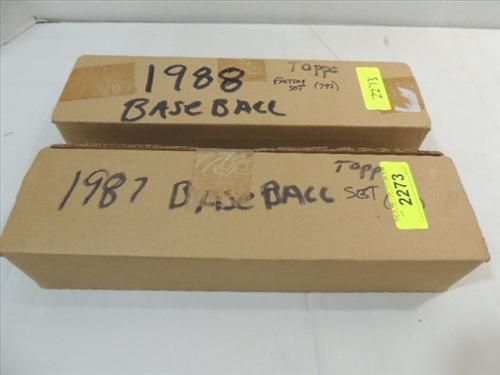 1988 Topps
FACTORY SET (792)
BASEBALL
2273
1987 BASEBALL Topps
SET
2273